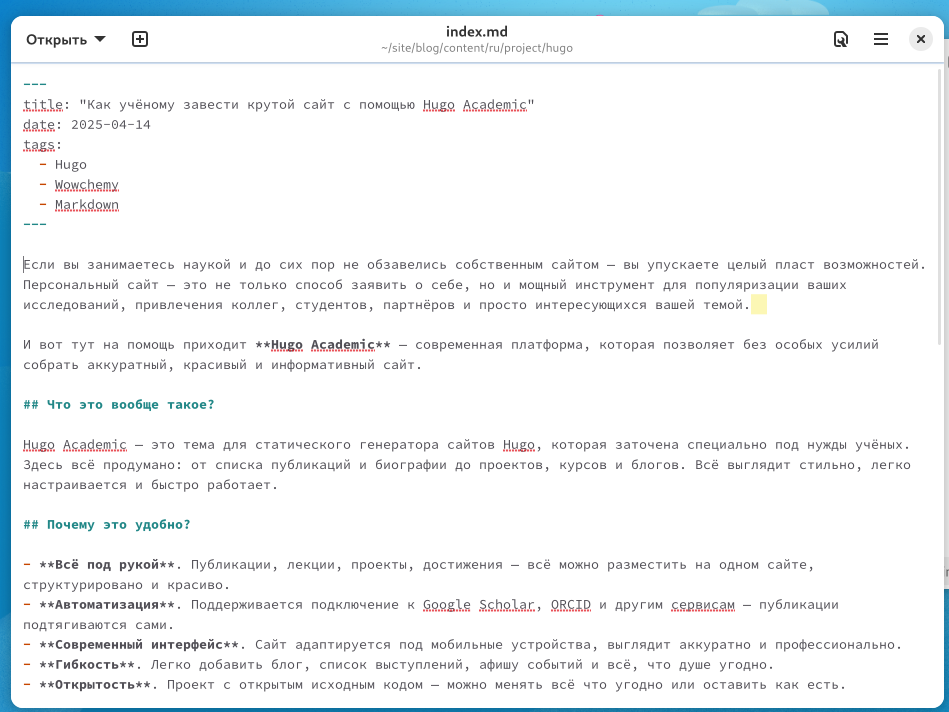 Открыть
index.md
~/site/blog/content/ru/project/hugo
---
title: "Как учёному завести крутой сайт с помощью Hugo Academic"
date: 2025-04-14
tags:
- Hugo
- Wowchemy
- Markdown
---
Если вы занимаетесь наукой и до сих пор не обзавелись собственным сайтом — вы упускаете целый пласт возможностей.
Персональный сайт — это не только способ заявить о себе, но и мощный инструмент для популяризации ваших
исследований, привлечения коллег, студентов, партнёров и просто интересующихся вашей темой.
И вот тут на помощь приходит **Hugo Academic** — современная платформа, которая позволяет без особых усилий
собрать аккуратный, красивый и информативный сайт.
## Что это вообще такое?
Hugo Academic — это тема для статического генератора сайтов Hugo, которая заточена специально под нужды учёных.
Здесь всё продумано: от списка публикаций и биографии до проектов, курсов и блогов. Всё выглядит стильно, легко
настраивается и быстро работает.
## Почему это удобно?
- **Всё под рукой**. Публикации, лекции, проекты, достижения — всё можно разместить на одном сайте,
структурировано и красиво.
- **Автоматизация**. Поддерживается подключение к Google Scholar, ORCID и другим сервисам — публикации
подтягиваются сами.
- **Современный интерфейс**. Сайт адаптируется под мобильные устройства, выглядит аккуратно и профессионально.
- **Гибкость**. Легко добавить блог, список выступлений, афишу событий и всё, что душе угодно.
- **Открытость**. Проект с открытым исходным кодом — можно менять всё что угодно или оставить как есть.